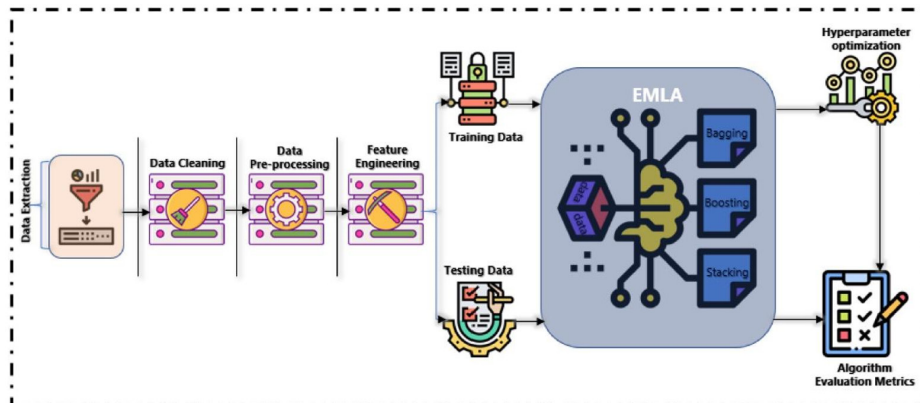 Data Extraction
Data Cleaning
Data
Pre-processing
Feature
Engineering
Training Data
Testing Data
EMLA
data
data
Bagging
Boosting
Stacking
Hyperparameter
optimization
Algorithm
Evaluation Metrics